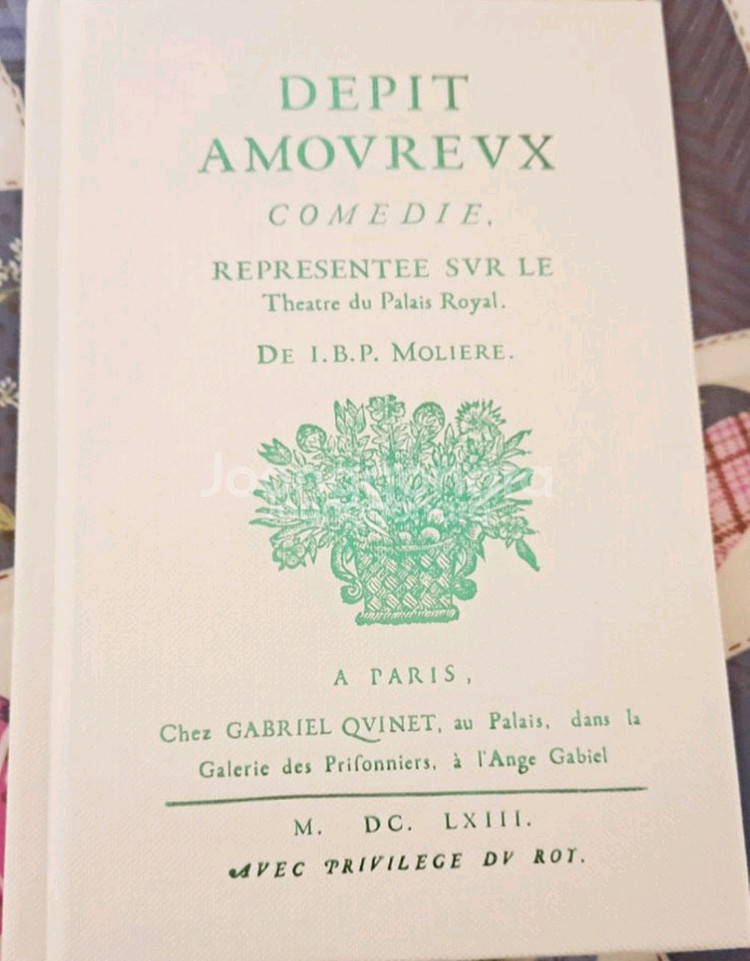 DEPIT
AMOVREVX
COMEDIE,
REPRESENTEE SVR LE
Theatre du Palais Royal.
DE I.B.P. MOLIERE.
A PARIS,
Chez GABRIEL QVINET, au Palais, dans la
Galerie des Priſonniers, à l'Ange Gabiel
M. DC. LXIII.
AVEC PRIVILEGE DV ROY.